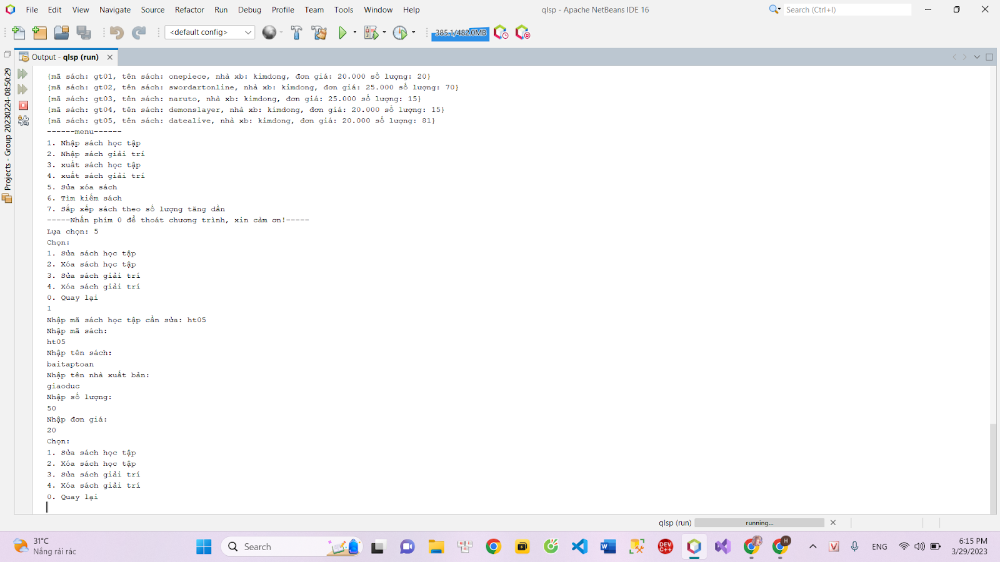 File Edit View Navigate Source Refactor Run Debug Profile Team Tools Window Help
qlsp - Apache NetBeans IDE 16
Search (Ctrl+I)
<default config>
385.1/482.0MB
Output - qlsp (run)
Projects - Group 20230224-08:50:29
{mã sách: gt01, tên sách: onepiece, nhà xb: kimdong, đơn giá: 20.000 số lượng: 20}
{mã sách: gt02, tên sách: swordartonline, nhà xb: kimdong, đơn giá: 25.000 số lượng: 70}
{mã sách: gt03, tên sách: naruto, nhà xb: kimdong, đơn giá: 25.000 số lượng: 15}
{mã sách: gt04, tên sách: demonslayer, nhà xb: kimdong, đơn giá: 20.000 số lượng: 15}
{mã sách: gt05, tên sách: datealive, nhà xb: kimdong, đơn giá: 20.000 số lượng: 81}
------menu------
1. Nhập sách học tập
2. Nhập sách giải trí
3. xuất sách học tập
4. xuất sách giải trí
5. Sửa xóa sách
6. Tìm kiếm sách
7. Sắp xếp sách theo số lượng tăng dần
-----Nhấn phím 0 để thoát chương trình, xin cảm ơn!-----
Lựa chọn: 5
Chọn:
1. Sửa sách học tập
2. Xóa sách học tập
3. Sửa sách giải trí
4. Xóa sách giải trí
0. Quay lại
1
Nhập mã sách học tập cần sửa: ht05
Nhập mã sách:
ht05
Nhập tên sách:
baitaptoan
Nhập tên nhà xuất bản:
giaoduc
Nhập số lượng:
50
Nhập đơn giá:
20
Chọn:
1. Sửa sách học tập
2. Xóa sách học tập
3. Sửa sách giải trí
4. Xóa sách giải trí
0. Quay lại
qlsp (run)
running...
31°C
Nắng rải rác
Search
DEV C++
H
V
ENG
6:15 PM
3/29/2023